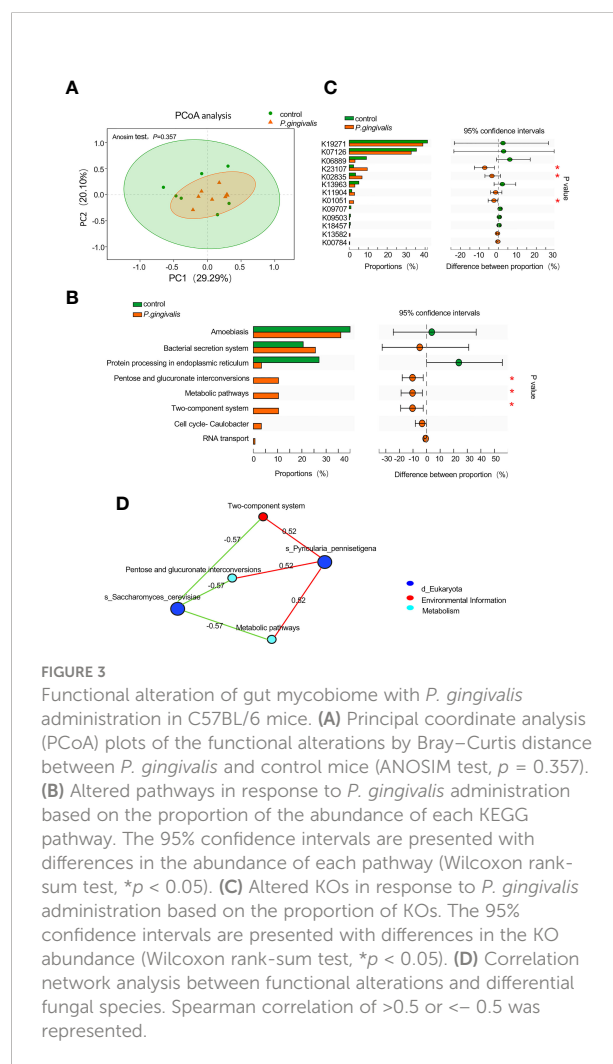 A
PCoA analysis
control
P.gingivalis
Anosim test. P=0.357
PC2 (20.10%)
1.0
0.5
0.0
-0.5
-1.0
-1.0 -0.5 0.0 0.5 1.0
PC1 (29.29%)
C
control
P.gingivalis
95% confidence intervals
K19271
K07126
K06889
K23107
K02835
K13963
K11904
K01051
K09707
K09503
K18457
K13582
K00784
* 
*
*
P value
0 10 20 30 40
Proportions (%)
-20 -10 0 10 20 30
Difference between proportion (%)
B
control
P.gingivalis
95% confidence intervals
Amoebiasis
Bacterial secretion system
Protein processing in endoplasmic reticulum
Pentose and glucuronate interconversions
Metabolic pathways
Two-component system
Cell cycle- Caulobacter
RNA transport
*
*
*
P value
0 10 20 30 40
Proportions (%)
-30 -20 -10 0 10 20 30 40 50
Difference between proportion (%)
D
Two-component system
-0.57
0.52
s_Pyricularia_pennisetigena
Pentose and glucuronate interconversions
0.52
-0.57
s_Saccharomyces_cerevisiae
0.52
-0.57
Metabolic pathways
d_Eukaryota
Environmental Information
Metabolism
FIGURE 3
Functional alteration of gut mycobiome with P. gingivalis
administration in C57BL/6 mice. (A) Principal coordinate analysis
(PCoA) plots of the functional alterations by Bray–Curtis distance
between P. gingivalis and control mice (ANOSIM test, p = 0.357).
(B) Altered pathways in response to P. gingivalis administration
based on the proportion of the abundance of each KEGG
pathway. The 95% confidence intervals are presented with
differences in the abundance of each pathway (Wilcoxon rank-
sum test, *p < 0.05). (C) Altered KOs in response to P. gingivalis
administration based on the proportion of KOs. The 95%
confidence intervals are presented with differences in the KO
abundance (Wilcoxon rank-sum test, *p < 0.05). (D) Correlation
network analysis between functional alterations and differential
fungal species. Spearman correlation of >0.5 or <– 0.5 was
represented.